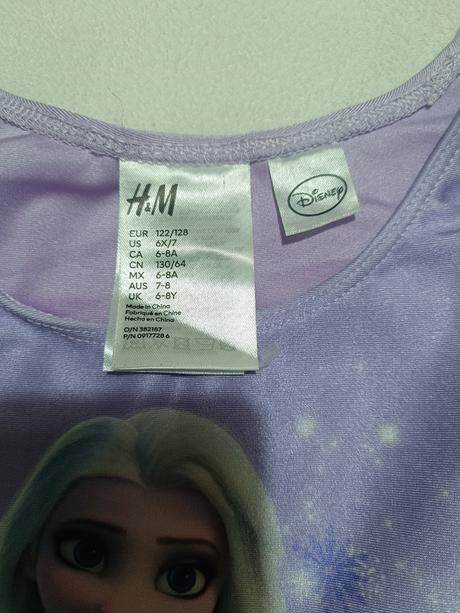 H&M
Disney
EUR 122/128
US 6X/7
CA 6-8A
CN 130/64
MX 6-8A
AUS 7-8
UK 6-8Y
Made in China
Fabriqué en Chine
Hecho en China
O/N 382187
P/N 0917728 6